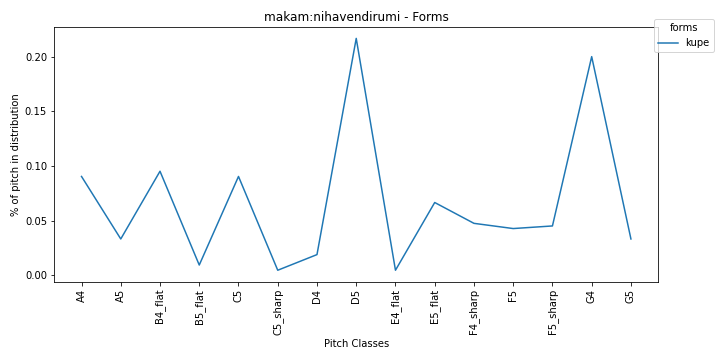 makam:nihavendirumi - Forms
forms
kupe
% of pitch in distribution
0.20
0.15
0.10
0.05
0.00
A4
A5
B4_flat
B5_flat
C5
C5_sharp
D4
D5
E4_flat
E5_flat
F4_sharp
F5
F5_sharp
G4
G5
Pitch Classes